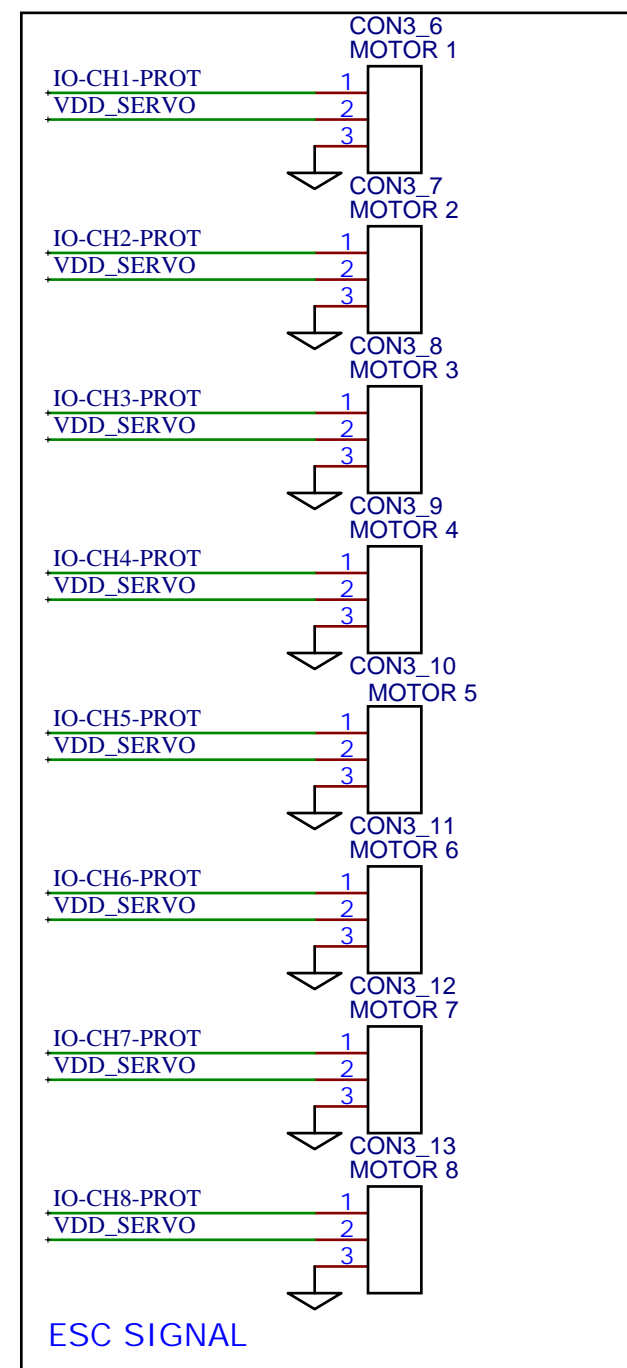 CON3_6
MOTOR 1
IO-CH1-PROT 1
VDD_SERVO 2
3
CON3_7
MOTOR 2
IO-CH2-PROT 1
VDD_SERVO 2
3
CON3_8
MOTOR 3
IO-CH3-PROT 1
VDD_SERVO 2
3
CON3_9
MOTOR 4
IO-CH4-PROT 1
VDD_SERVO 2
3
CON3_10
MOTOR 5
IO-CH5-PROT 1
VDD_SERVO 2
3
CON3_11
MOTOR 6
IO-CH6-PROT 1
VDD_SERVO 2
3
CON3_12
MOTOR 7
IO-CH7-PROT 1
VDD_SERVO 2
3
CON3_13
MOTOR 8
IO-CH8-PROT 1
VDD_SERVO 2
3
ESC SIGNAL